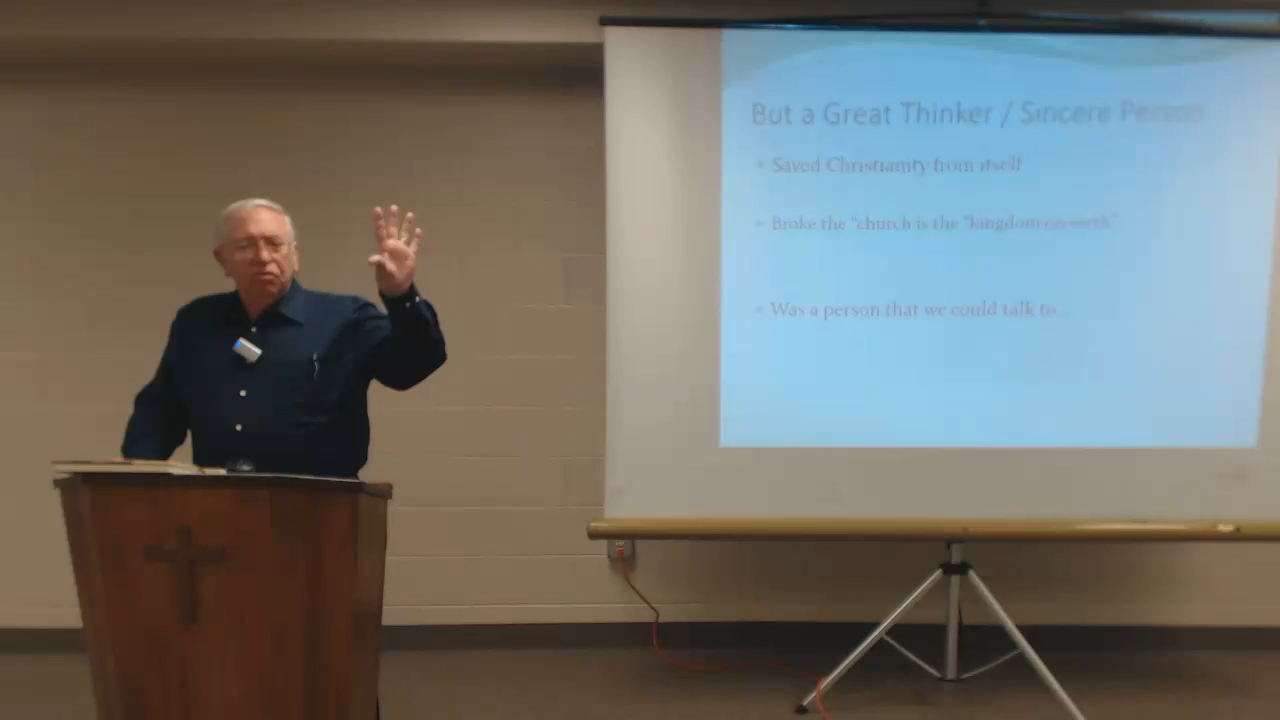 But a Great Thinker / Sincere Person
Saved Christianity from itself
Broke the "church is the "kingdom on earth"
Was a person that we could talk to...